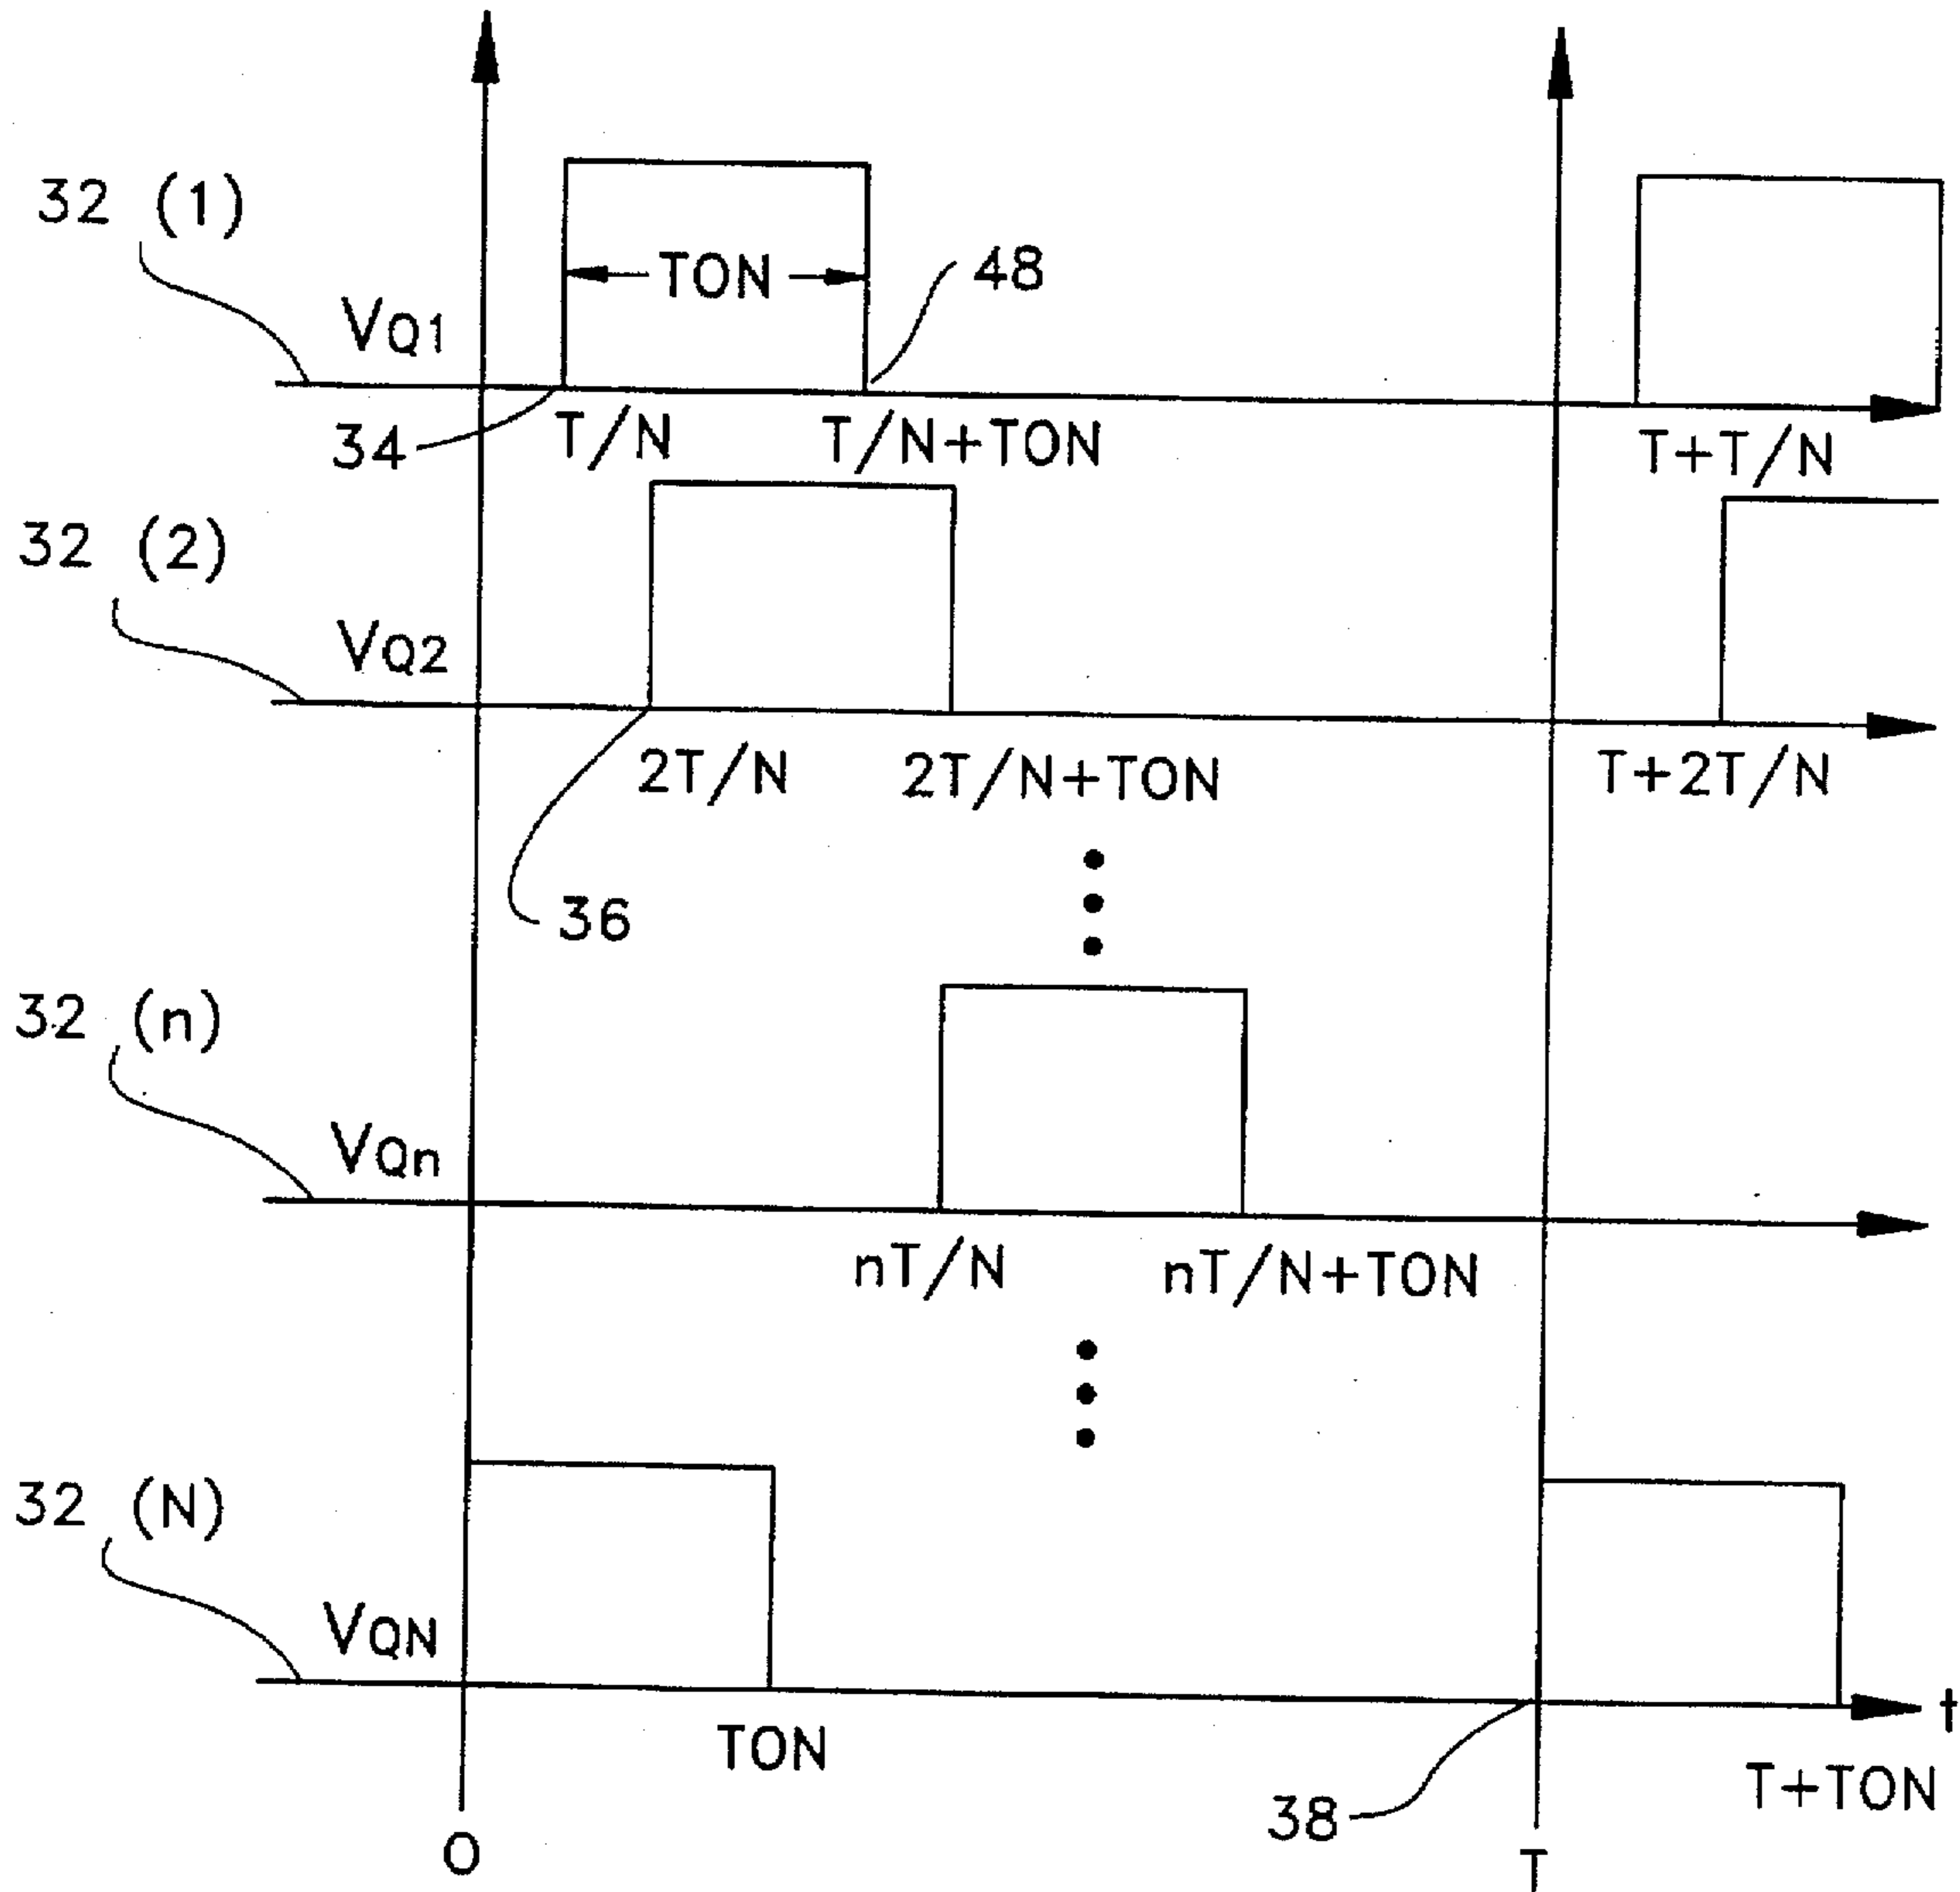 32 (1)
TON
48
VQ1
34
T/N
T/N+TON
T+T/N
32 (2)
VQ2
2T/N
2T/N+TON
T+2T/N
36
32 (n)
VQn
nT/N
nT/N+TON
32 (N)
VQN
t
TON
T+TON
38
0
T